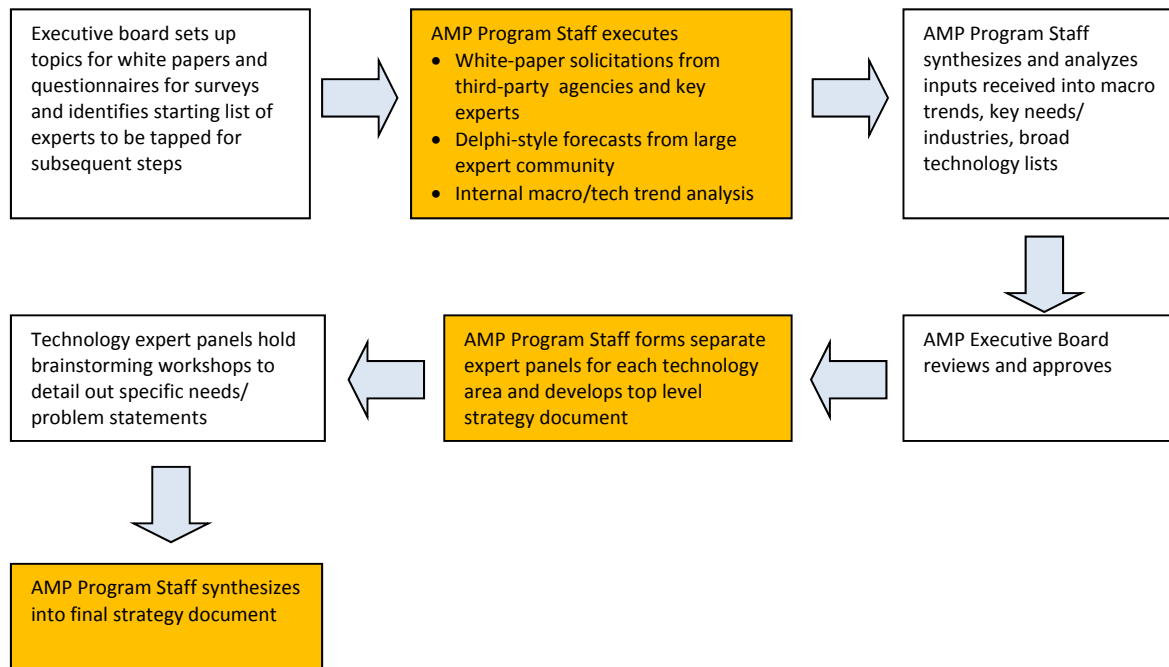 Executive board sets up
topics for white papers and
questionnaires for surveys
and identifies starting list of
experts to be tapped for
subsequent steps
AMP Program Staff executes
• White-paper solicitations from
third-party agencies and key
experts
• Delphi-style forecasts from large
expert community
• Internal macro/tech trend analysis
AMP Program Staff
synthesizes and analyzes
inputs received into macro
trends, key needs/
industries, broad
technology lists
AMP Executive Board
reviews and approves
AMP Program Staff forms separate
expert panels for each technology
area and develops top level
strategy document
Technology expert panels hold
brainstorming workshops to
detail out specific needs/
problem statements
AMP Program Staff synthesizes
into final strategy document